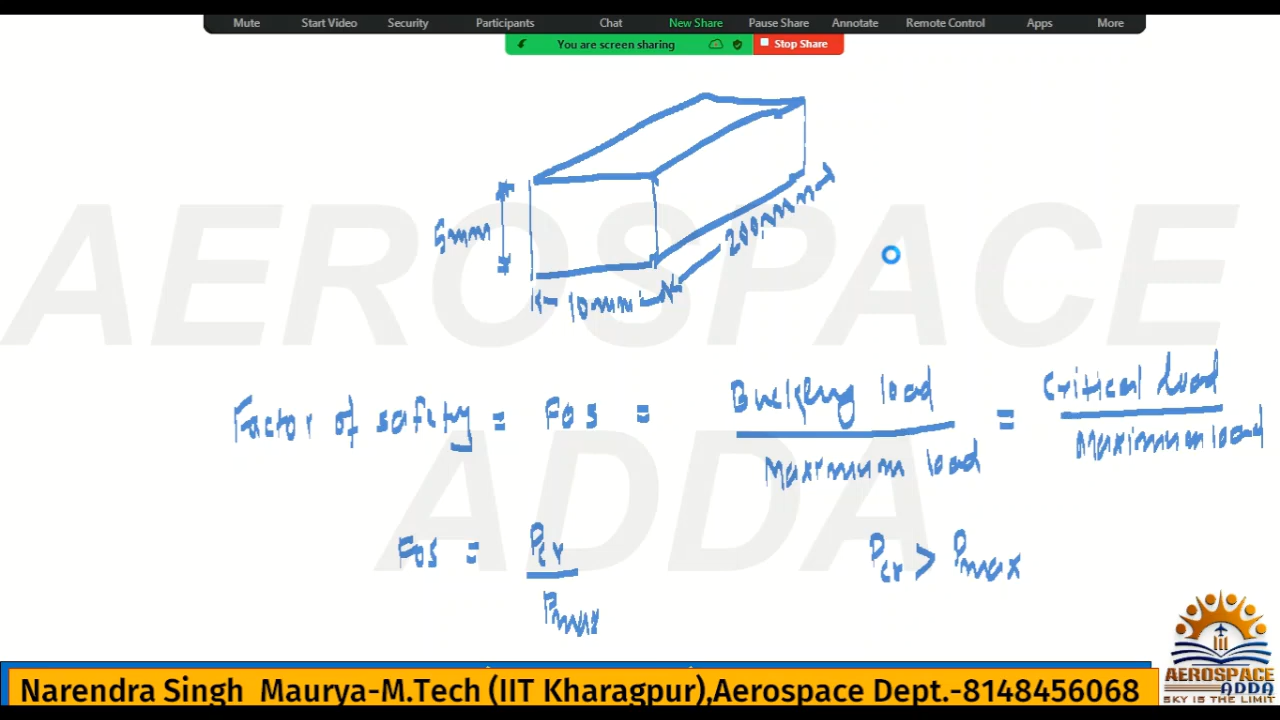 Mute Start Video Security Participants Chat New Share Pause Share Annotate Remote Control Apps More
You are screen sharing Stop Share
5mm
200mm
10mm
Factor of safety = FOS = Buckling load / Maximum load = Critical load / Maximum load
FOS = Pcr / Pmax
Pcr > Pmax
AEROSPACE
ADDA
Narendra Singh Maurya-M.Tech (IIT Kharagpur),Aerospace Dept.-8148456068
AEROSPACE
ADDA
SKY IS THE LIMIT